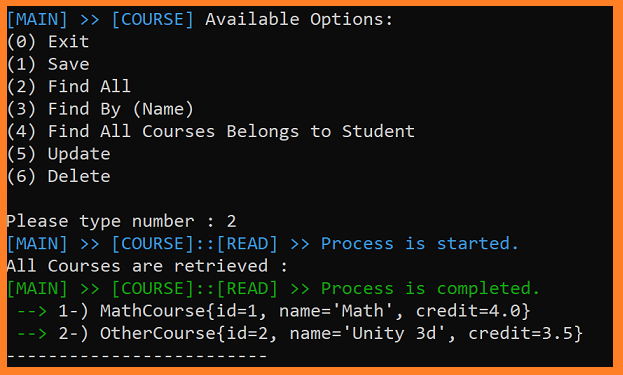 [MAIN] >> [COURSE] Available Options:
(0) Exit
(1) Save
(2) Find All
(3) Find By (Name)
(4) Find All Courses Belongs to Student
(5) Update
(6) Delete
Please type number : 2
[MAIN] >> [COURSE]::[READ] >> Process is started.
All Courses are retrieved :
[MAIN] >> [COURSE]::[READ] >> Process is completed.
--> 1-) MathCourse{id=1, name='Math', credit=4.0}
--> 2-) OtherCourse{id=2, name='Unity 3d', credit=3.5}
-------------------------